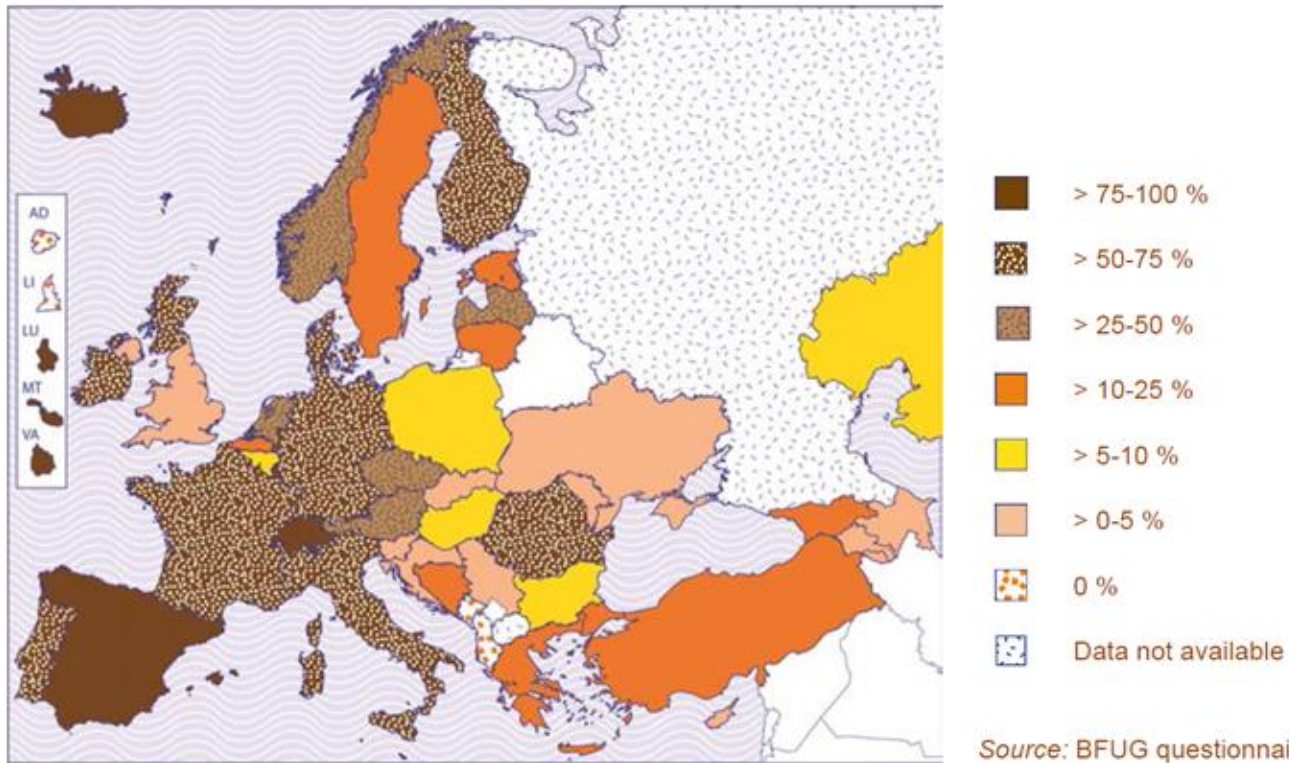 AD
LI
LU
MT
VA
> 75-100 %
> 50-75 %
> 25-50 %
> 10-25 %
> 5-10 %
> 0-5 %
0 %
Data not available
Source: BFUG questionnai